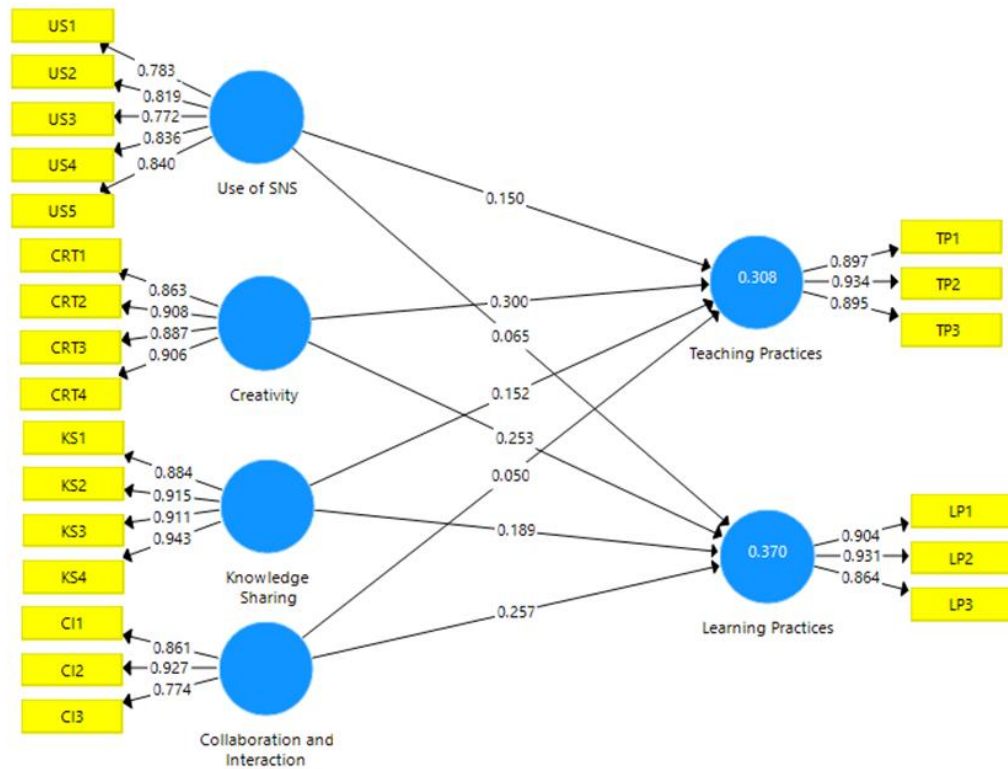 US1
US2
US3
US4
US5
0.783
0.819
0.772
0.836
0.840
Use of SNS
CRT1
CRT2
CRT3
CRT4
0.863
0.908
0.887
0.906
Creativity
KS1
KS2
KS3
KS4
0.884
0.915
0.911
0.943
Knowledge
Sharing
CI1
CI2
CI3
0.861
0.927
0.774
Collaboration and
Interaction
0.150
0.300
0.065
0.152
0.253
0.050
0.189
0.257
0.308
Teaching Practices
0.897
0.934
0.895
TP1
TP2
TP3
0.370
Learning Practices
0.904
0.931
0.864
LP1
LP2
LP3